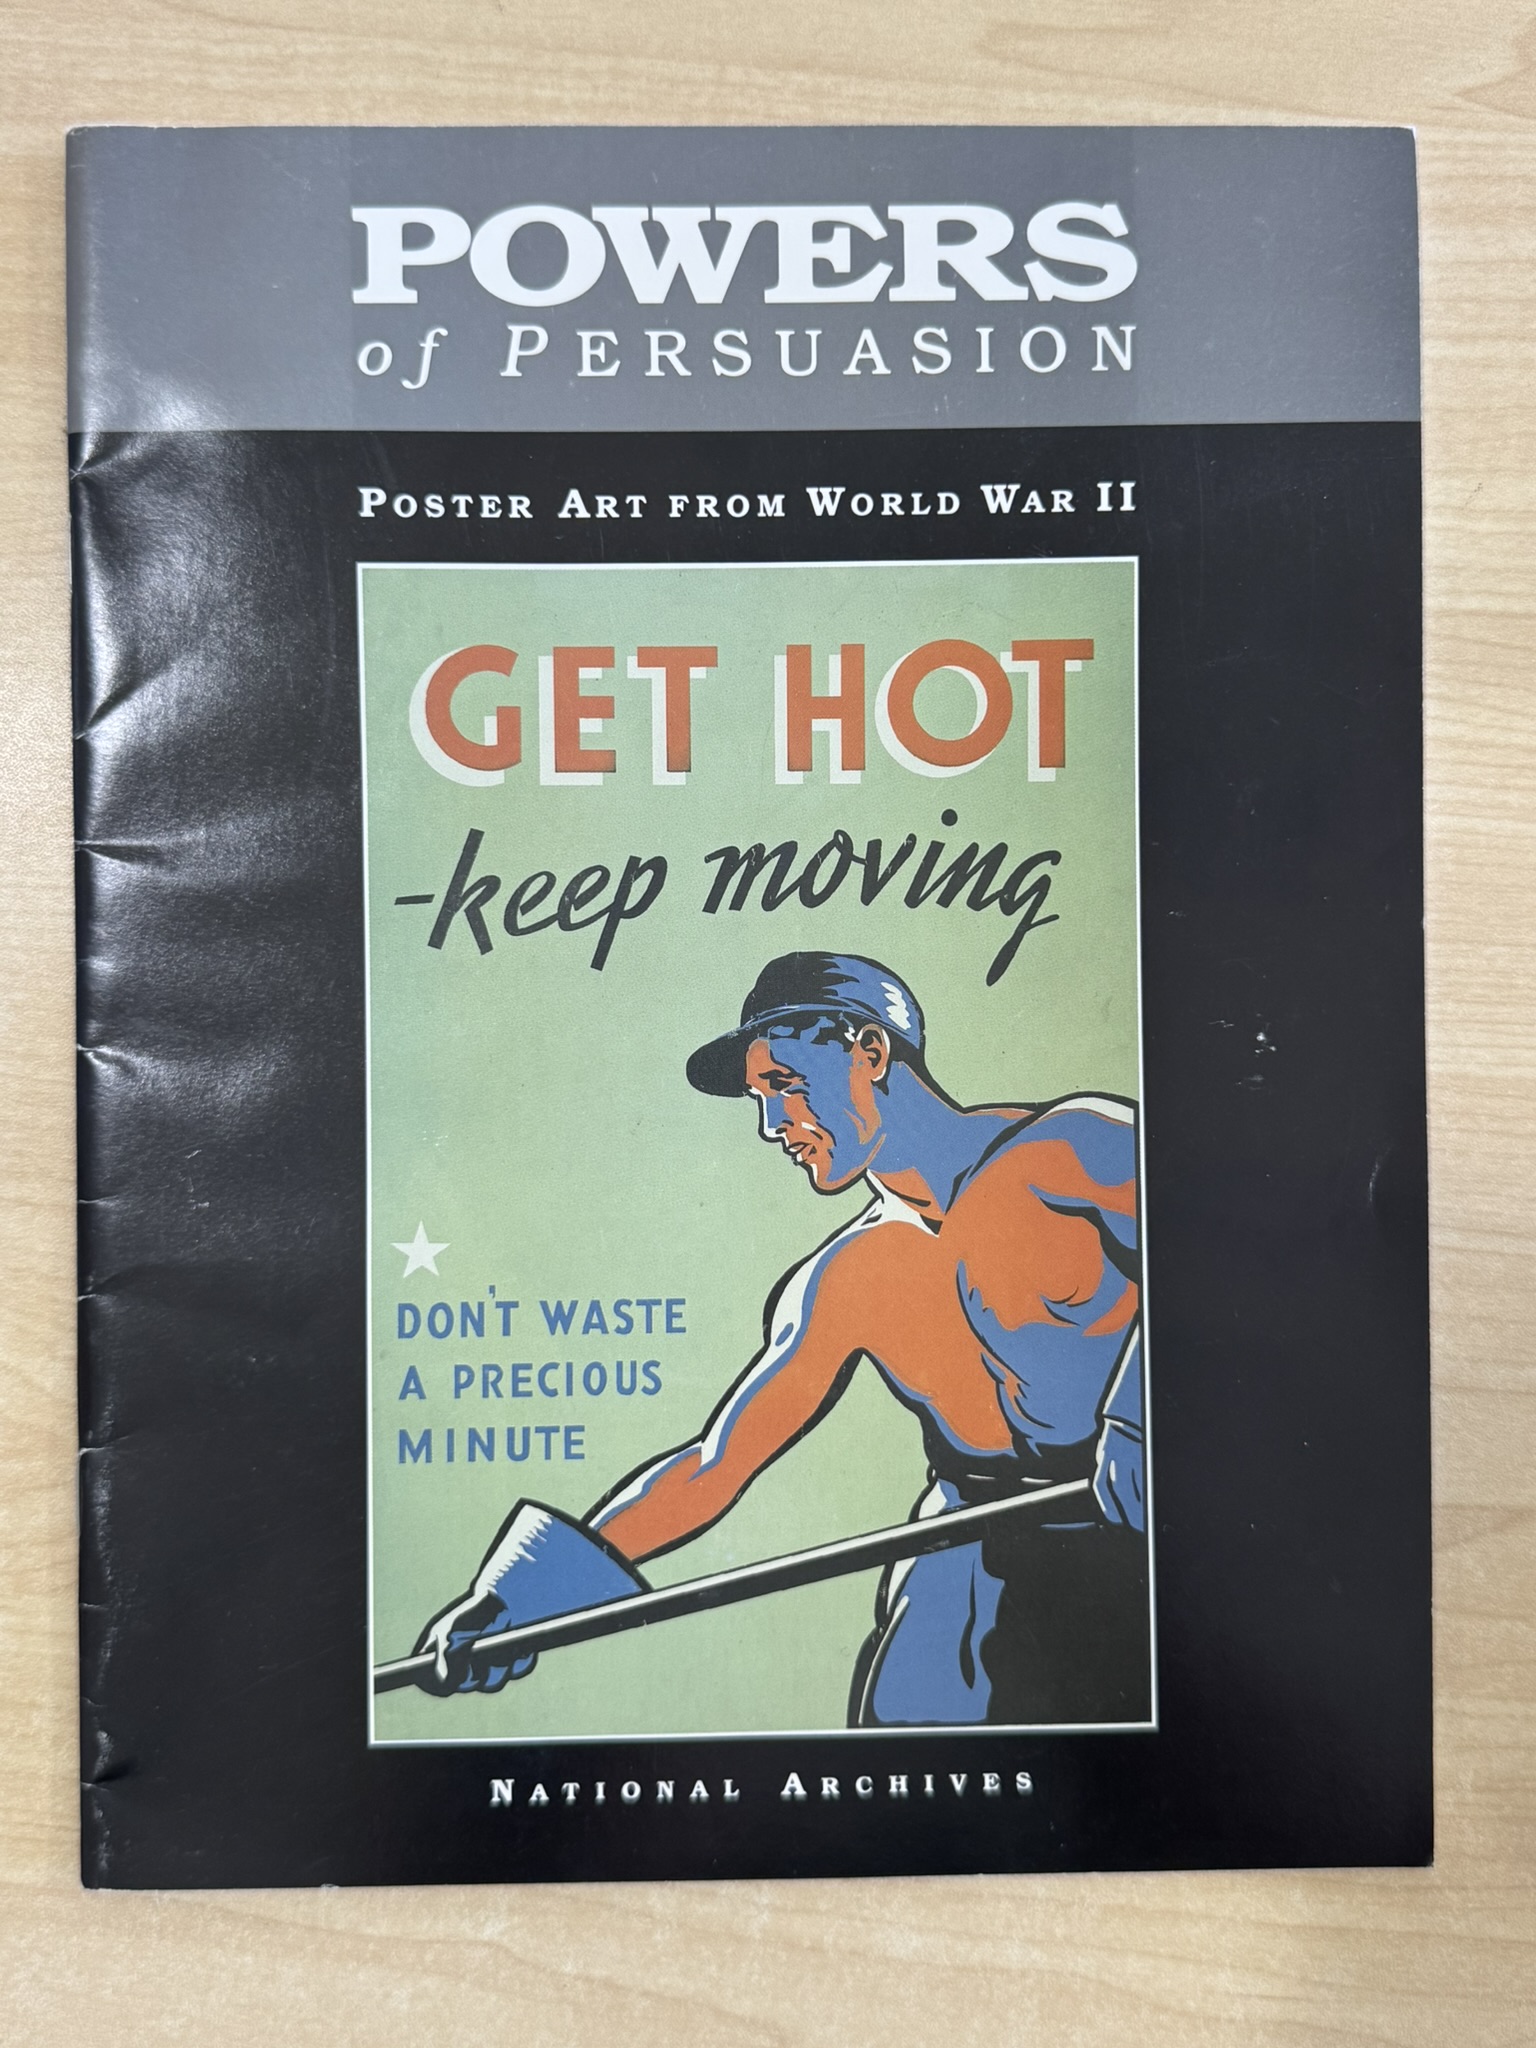 POWERS
of PERSUASION
POSTER ART FROM WORLD WAR II
GET HOT
-keep moving
DON'T WASTE
A PRECIOUS
MINUTE
NATIONAL ARCHIVES